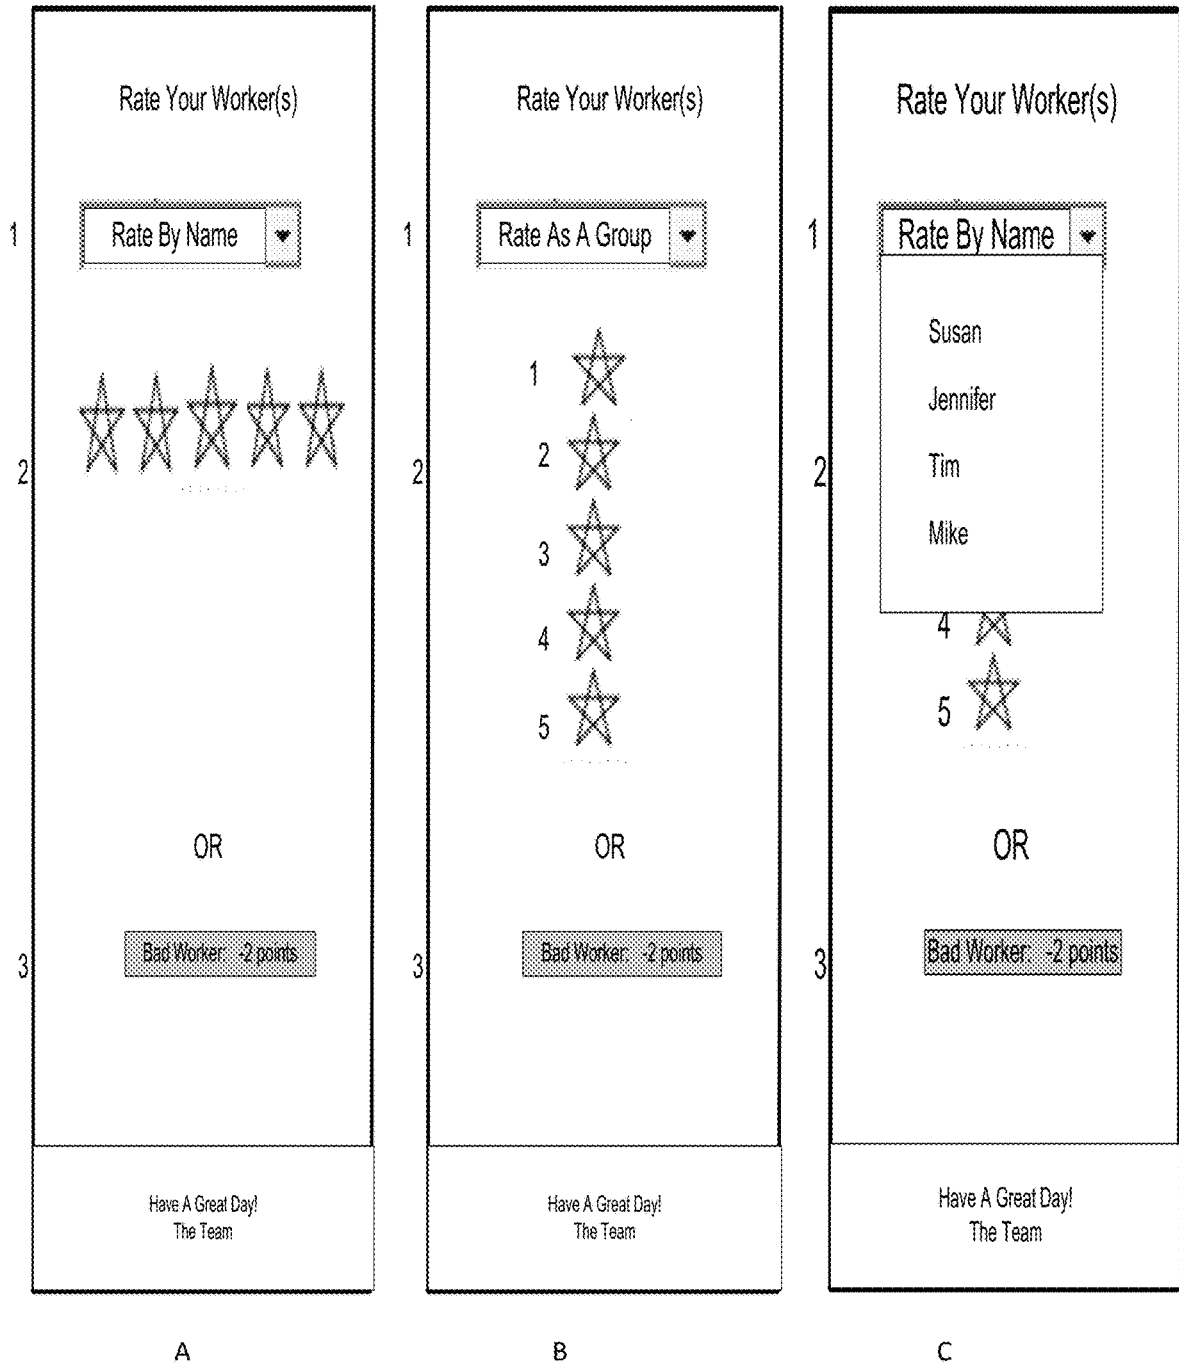 Rate Your Worker(s)
1
Rate By Name
2
OR
3
Bad Worker: -2 points
Have A Great Day!
The Team
A
Rate Your Worker(s)
1
Rate As A Group
1
2
2
3
4
5
OR
3
Bad Worker: -2 points
Have A Great Day!
The Team
B
Rate Your Worker(s)
1
Rate By Name
Susan
Jennifer
2
Tim
Mike
4
5
OR
3
Bad Worker: -2 points
Have A Great Day!
The Team
C